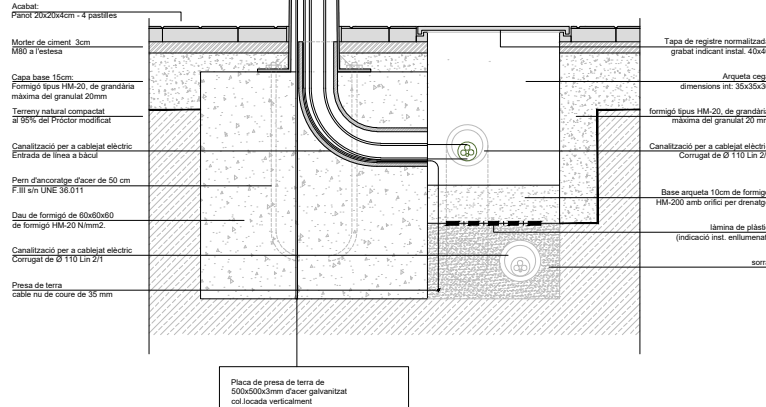 Acabat:
Panot 20x20x4cm - 4 pastilles
Morter de ciment 3cm
M80 a l'estesa
Capa base 15cm:
Formigó tipus HM-20, de grandària
màxima del granulat 20mm
Terreny natural compactat
al 95% del Próctor modificat
Canalització per a cablejat elèctric
Entrada de línea a bàcul
Pern d'ancoratge d'acer de 50 cm
F.III s/n UNE 36.011
Dau de formigó de 60x60x60
de formigó HM-20 N/mm2.
Canalització per a cablejat elèctric
Corrugat de Ø 110 Lin 2/1
Presa de terra
cable nu de coure de 35 mm
Placa de presa de terra de
500x500x3mm d'acer galvanitzat
col.locada verticalment
Tapa de registre normalitzada
grabat indicant instal. 40x4
Arqueta ceg
dimensions int: 35x35x3
formigó tipus HM-20, de grandàri
màxima del granulat 20 m
Canalització per a cablejat elèctri
Corrugat de Ø 110 Lin 2/
Base arqueta 10cm de formig
HM-200 amb orifici per drenatg
làmina de plàsti
(indicació inst. enllumenat
sorr